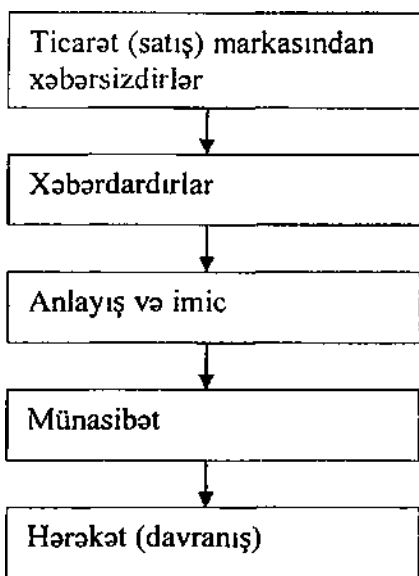 Ticarət (satış) markasından
xəbərsizdirlər
Xəbərdardırlar
Anlayış və imic
Münasibət
Hərəkət (davranış)